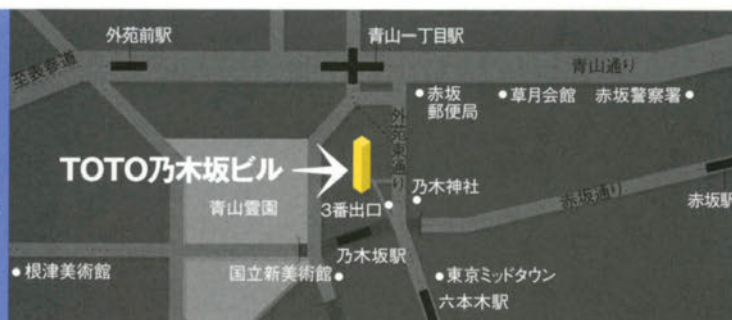 外苑前駅
青山一丁目駅
至表参道
青山通り
赤坂
郵便局
草月会館
赤坂警察署
外苑東通り
TOTO乃木坂ビル
青山霊園
3番出口
乃木神社
赤坂通り
赤坂駅
乃木坂駅
根津美術館
国立新美術館
東京ミッドタウン
六本木駅